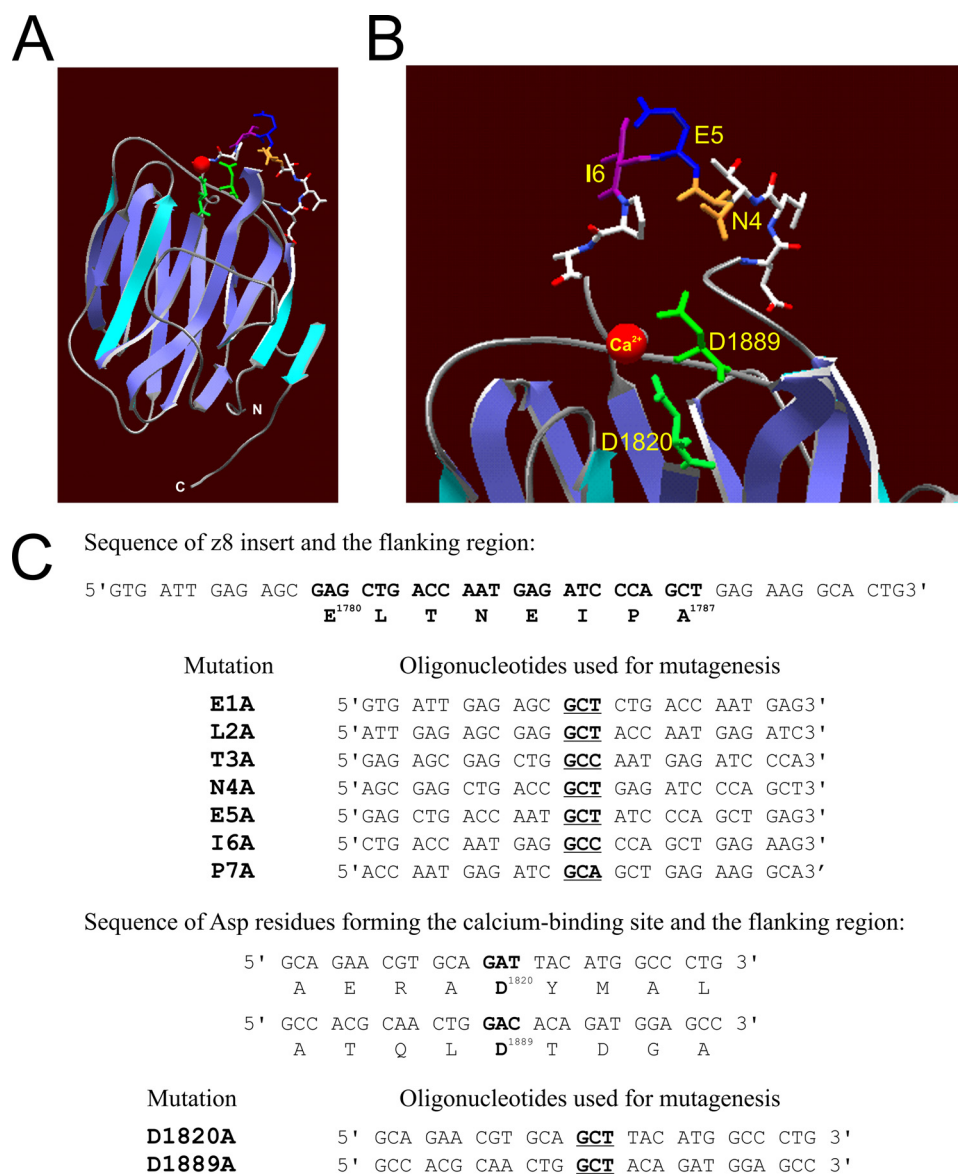 A
B
N
C
E5
I6
N4
Ca2+
D1889
D1820
C
Sequence of z8 insert and the flanking region:
5'GTG ATT GAG AGC GAG CTG ACC AAT GAG ATC CCA GCT GAG AAG GCA CTG3'
E1780 L T N E I P A1787
Mutation Oligonucleotides used for mutagenesis
E1A 5'GTG ATT GAG AGC GCT CTG ACC AAT GAG3'
L2A 5'ATT GAG AGC GAG GCT ACC AAT GAG ATC3'
T3A 5'GAG AGC GAG CTG GCC AAT GAG ATC CCA3'
N4A 5'AGC GAG CTG ACC GCT GAG ATC CCA GCT3'
E5A 5'GAG CTG ACC AAT GCT ATC CCA GCT GAG3'
I6A 5'CTG ACC AAT GAG GCC CCA GCT GAG AAG3'
P7A 5'ACC AAT GAG ATC GCA GCT GAG AAG GCA3’
Sequence of Asp residues forming the calcium-binding site and the flanking region:
5' GCA GAA CGT GCA GAT TAC ATG GCC CTG 3'
A E R A D1820 Y M A L
5' GCC ACG CAA CTG GAC ACA GAT GGA GCC 3'
A T Q L D1889 T D G A
Mutation Oligonucleotides used for mutagenesis
D1820A 5' GCA GAA CGT GCA GCT TAC ATG GCC CTG 3'
D1889A 5' GCC ACG CAA CTG GCT ACA GAT GGA GCC 3'